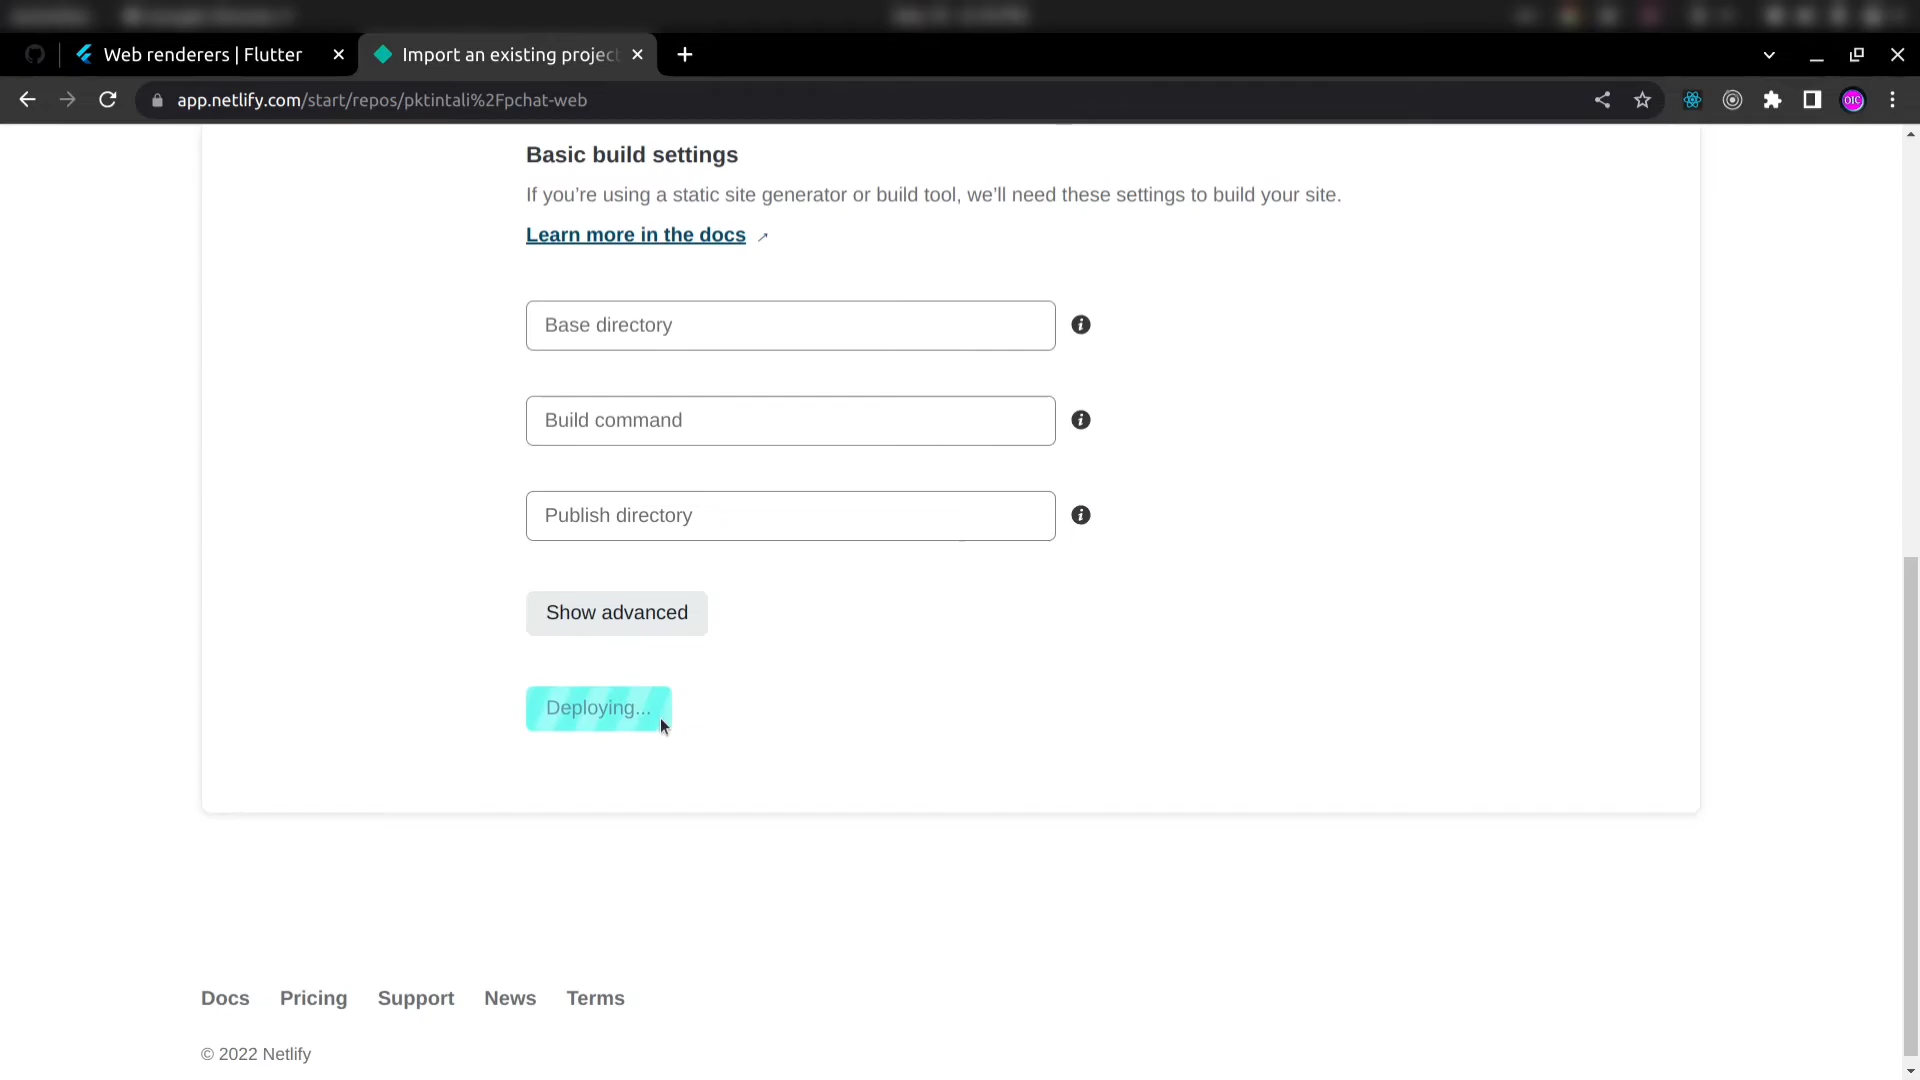 Web renderers | Flutter
Import an existing project
app.netlify.com/start/repos/pktintali%2Fpchat-web
OIC
Basic build settings
If you’re using a static site generator or build tool, we’ll need these settings to build your site.
Learn more in the docs
Base directory
Build command
Publish directory
Show advanced
Deploying...
Docs Pricing Support News Terms
© 2022 Netlify